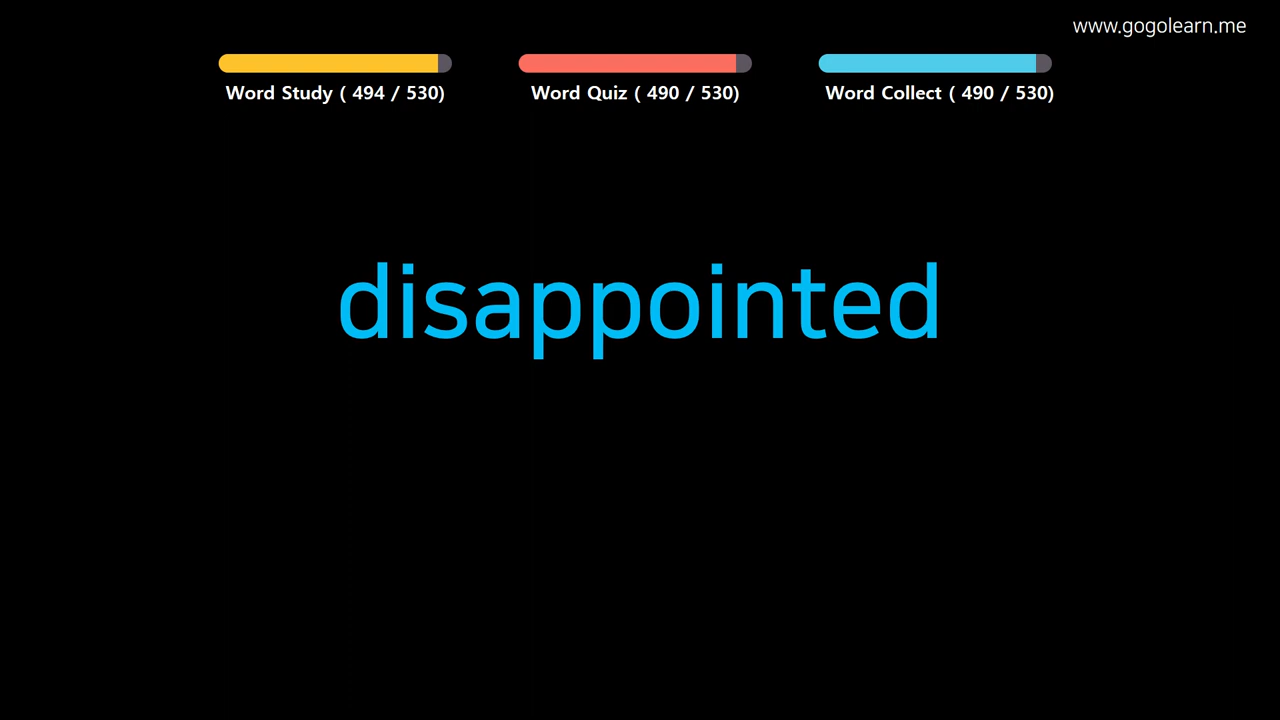 www.gogolearn.me
Word Study ( 494 / 530)
Word Quiz ( 490 / 530)
Word Collect ( 490 / 530)
disappointed